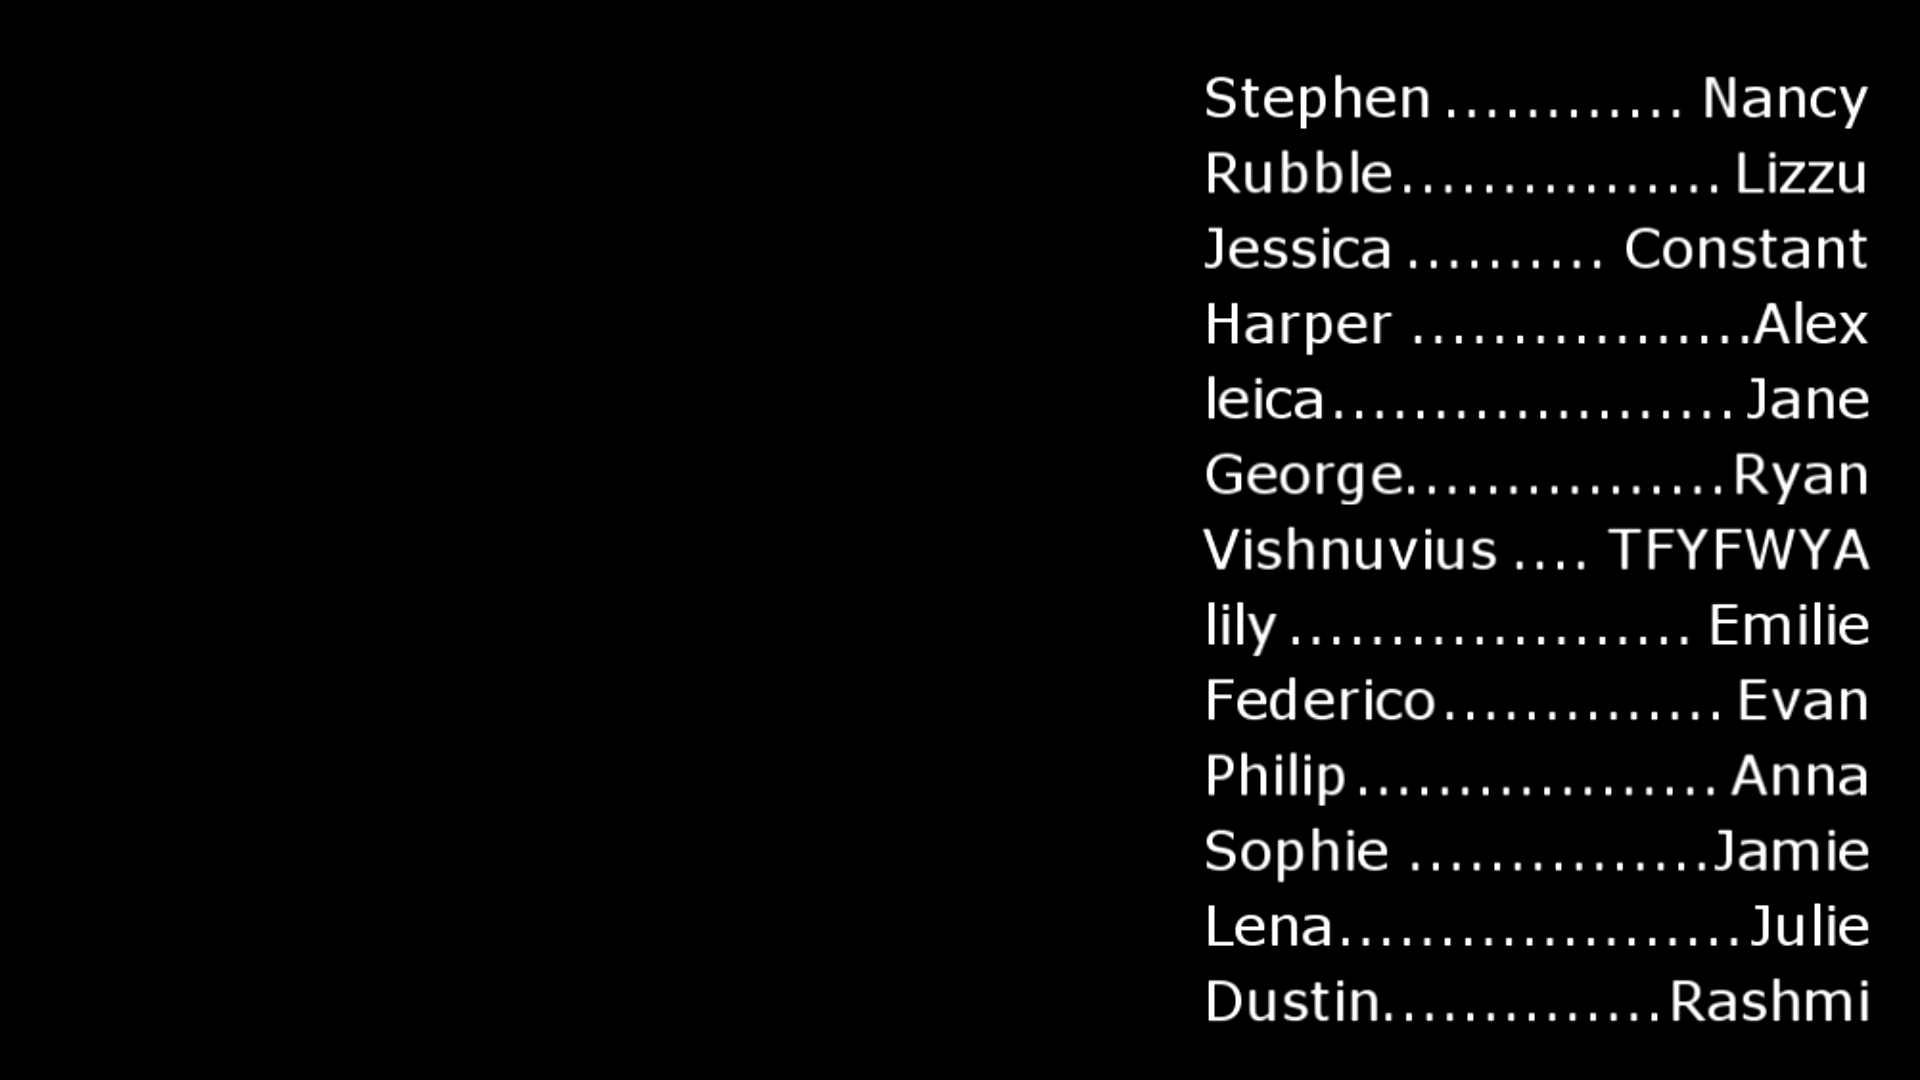 Stephen ............ Nancy
Rubble................ Lizzu
Jessica .......... Constant
Harper .................Alex
leica.................... Jane
George................Ryan
Vishnuvius .... TFYFWYA
lily .................... Emilie
Federico.............. Evan
Philip.................. Anna
Sophie ...............Jamie
Lena....................Julie
Dustin..............Rashmi